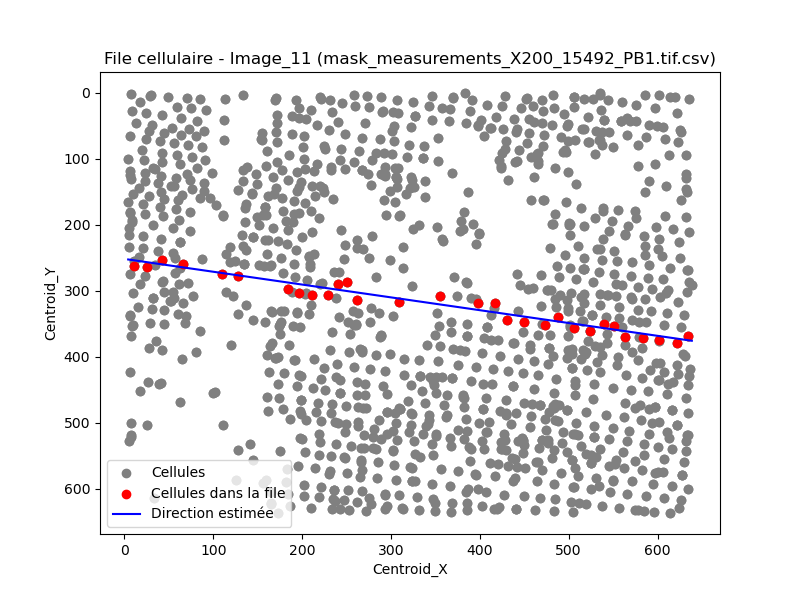 File cellulaire - Image_11 (mask_measurements_X200_15492_PB1.tif.csv)
0
100
200
300
400
500
600
Centroid_Y
Cellules
Cellules dans la file
Direction estimée
0 100 200 300 400 500 600
Centroid_X